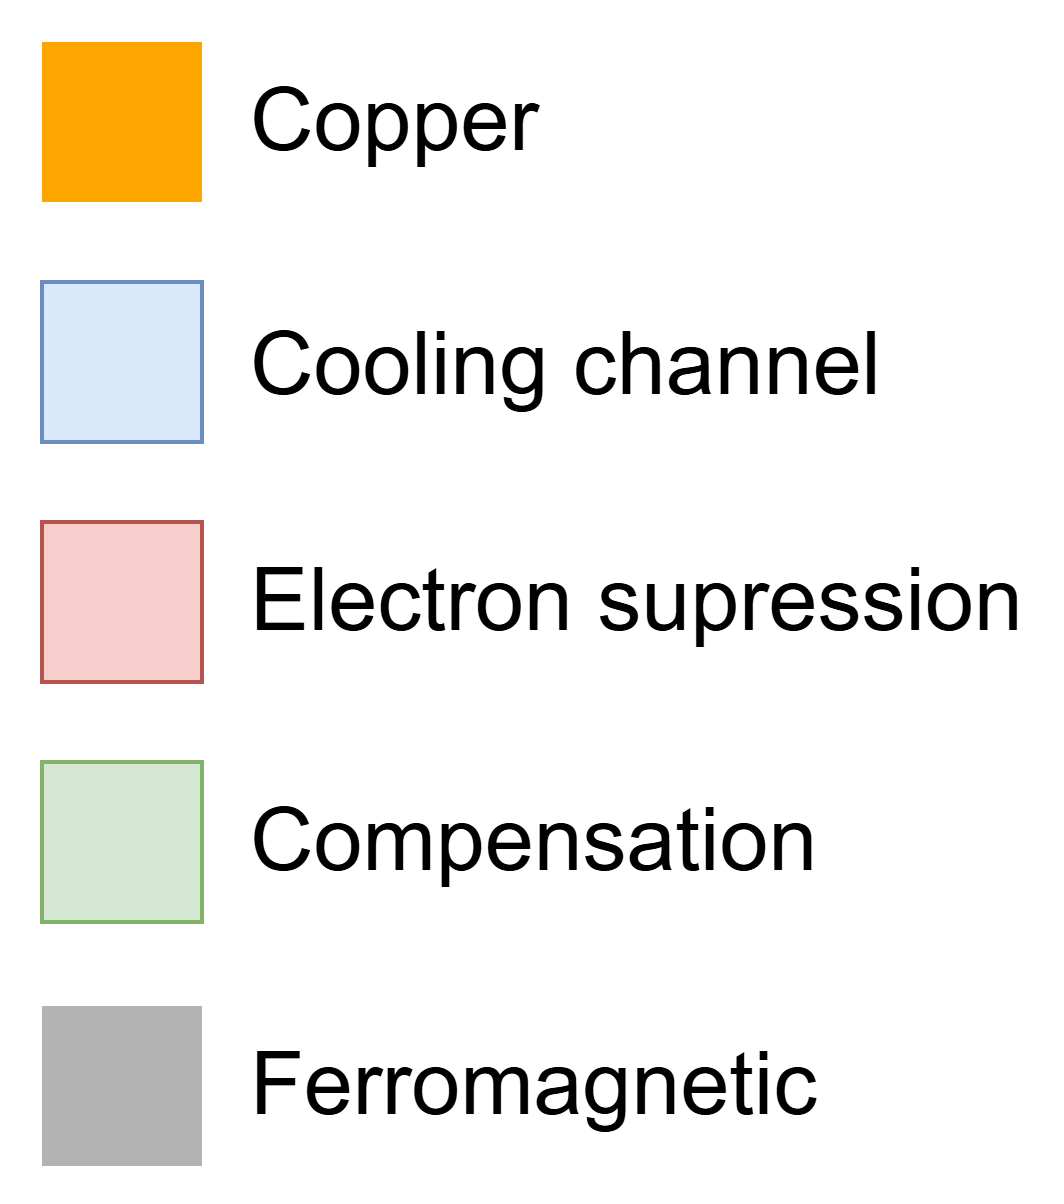 Copper
Cooling channel
Electron supression
Compensation
Ferromagnetic